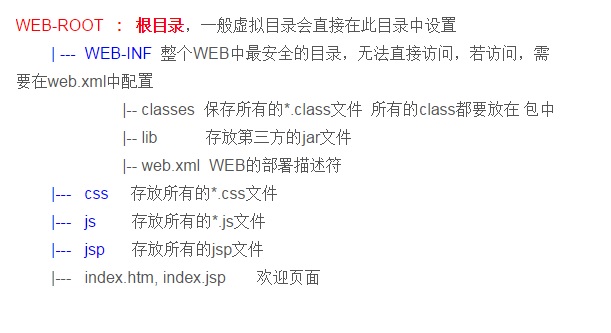 WEB-ROOT ： 根目录，一般虚拟目录会直接在此目录中设置
| --- WEB-INF 整个WEB中最安全的目录，无法直接访问，若访问，需
要在web.xml中配置
|-- classes 保存所有的*.class文件 所有的class都要放在 包中
|-- lib 存放第三方的jar文件
|-- web.xml WEB的部署描述符
|--- css 存放所有的*.css文件
|--- js 存放所有的*.js文件
|--- jsp 存放所有的jsp文件
|--- index.htm, index.jsp 欢迎页面